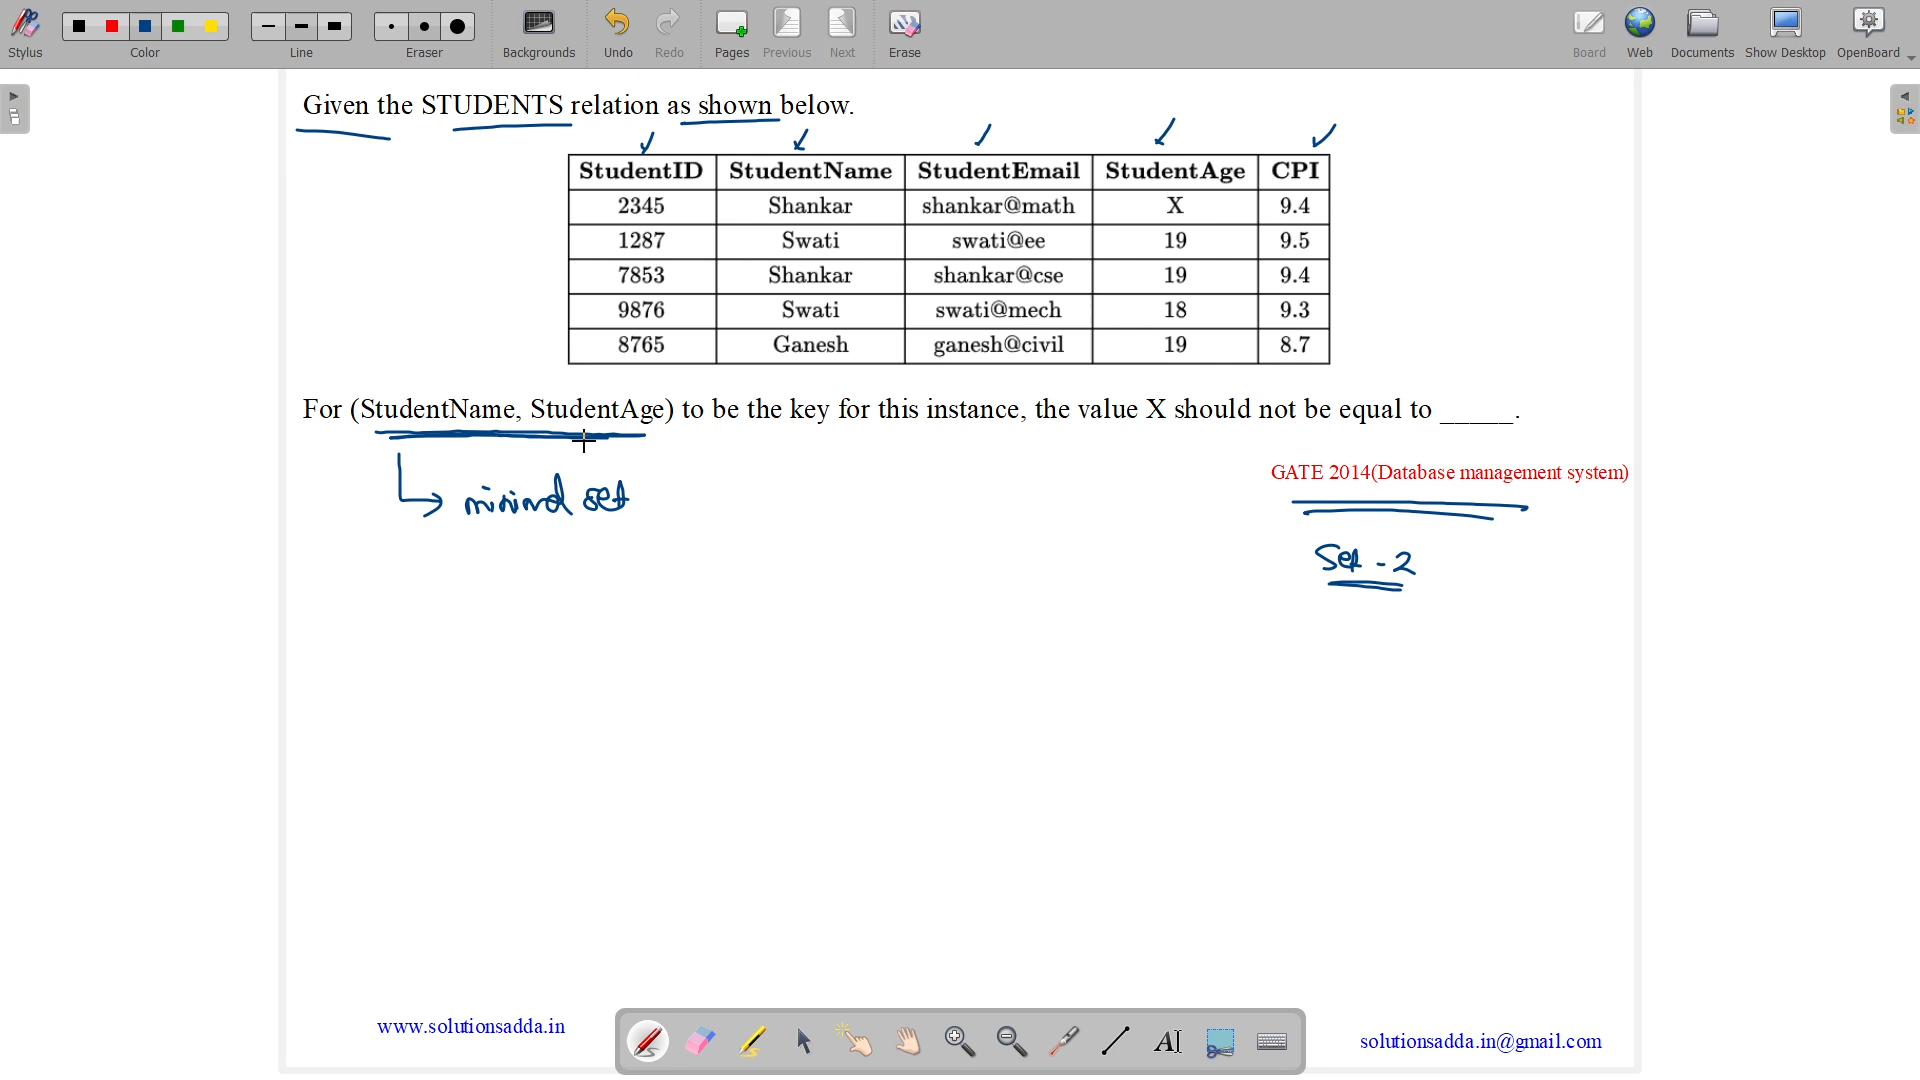 Stylus
Color
Line
Eraser
Backgrounds
Undo
Redo
Pages
Previous
Next
Erase
Board
Web
Documents
Show Desktop
OpenBoard
Given the STUDENTS relation as shown below.
StudentID StudentName StudentEmail StudentAge CPI
2345 Shankar shankar@math X 9.4
1287 Swati swati@ee 19 9.5
7853 Shankar shankar@cse 19 9.4
9876 Swati swati@mech 18 9.3
8765 Ganesh ganesh@civil 19 8.7
For (StudentName, StudentAge) to be the key for this instance, the value X should not be equal to _____.
GATE 2014(Database management system)
minimal set
Set - 2
www.solutionsadda.in
solutionsadda.in@gmail.com